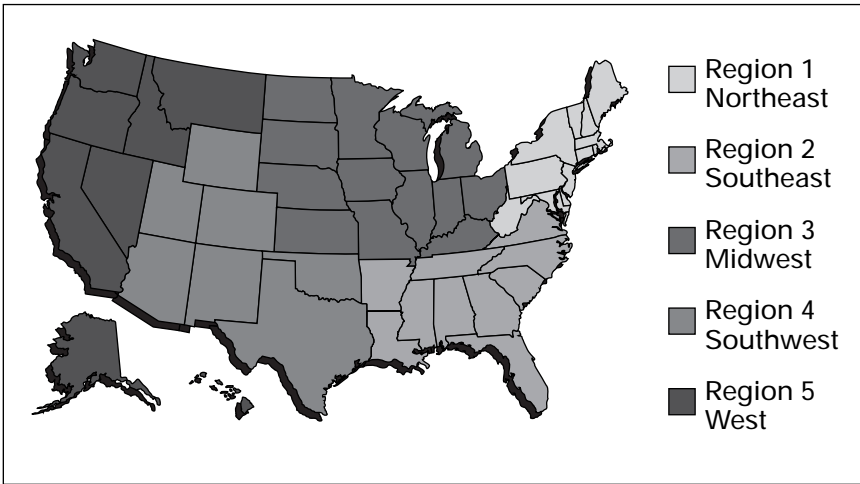 Region 1
Northeast
Region 2
Southeast
Region 3
Midwest
Region 4
Southwest
Region 5
West